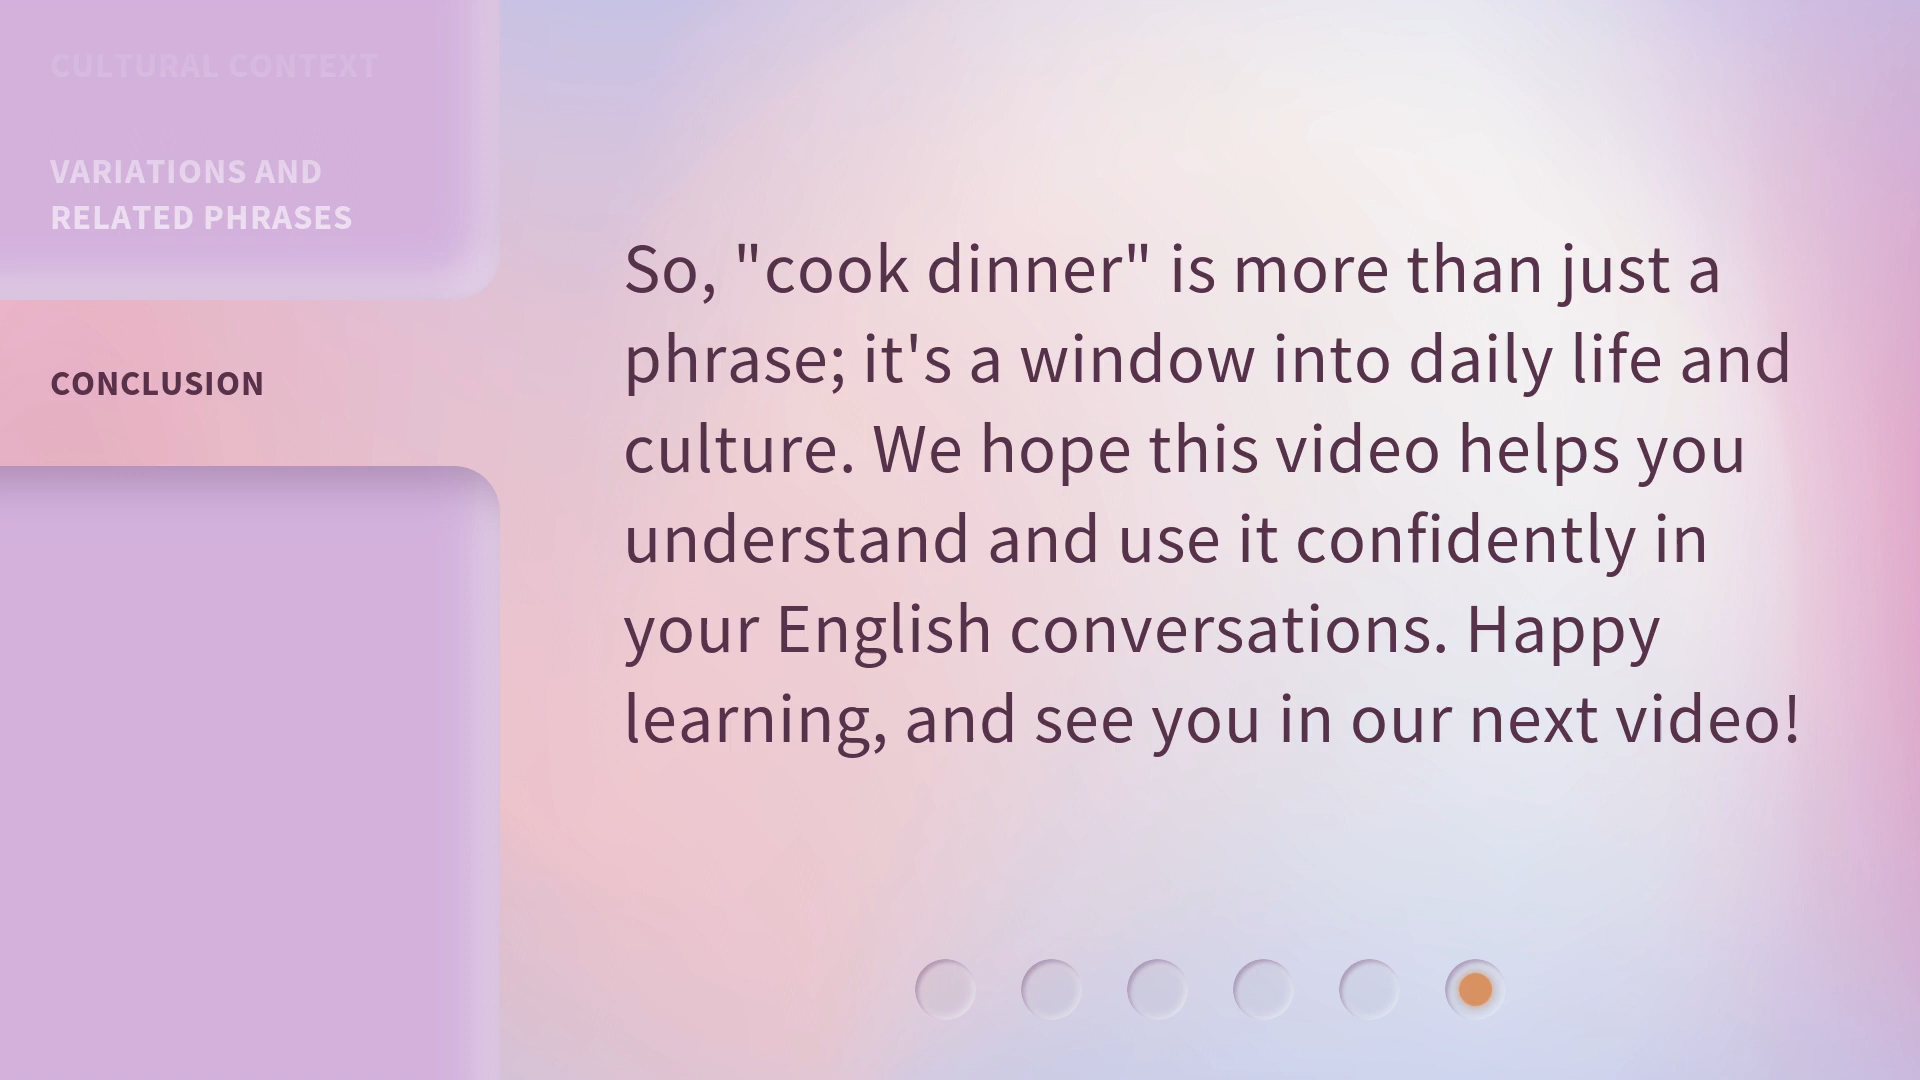 CULTURAL CONTEXT
VARIATIONS AND
RELATED PHRASES
CONCLUSION
So, "cook dinner" is more than just a
phrase; it's a window into daily life and
culture. We hope this video helps you
understand and use it confidently in
your English conversations. Happy
learning, and see you in our next video!